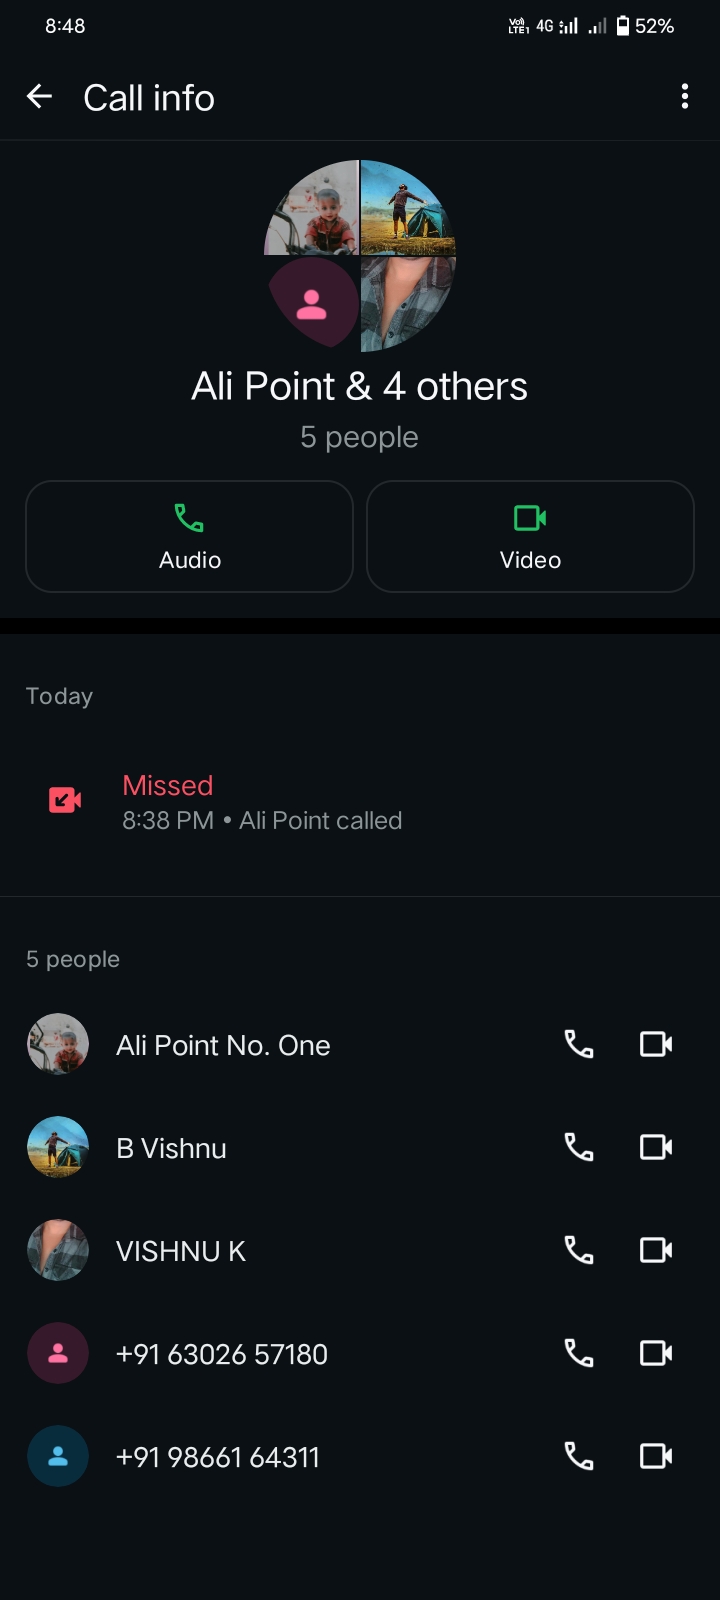 8:48
Vo) LTE1 4G 52%
Call info
Ali Point & 4 others
5 people
Audio
Video
Today
Missed
8:38 PM • Ali Point called
5 people
Ali Point No. One
B Vishnu
VISHNU K
+91 63026 57180
+91 98661 64311